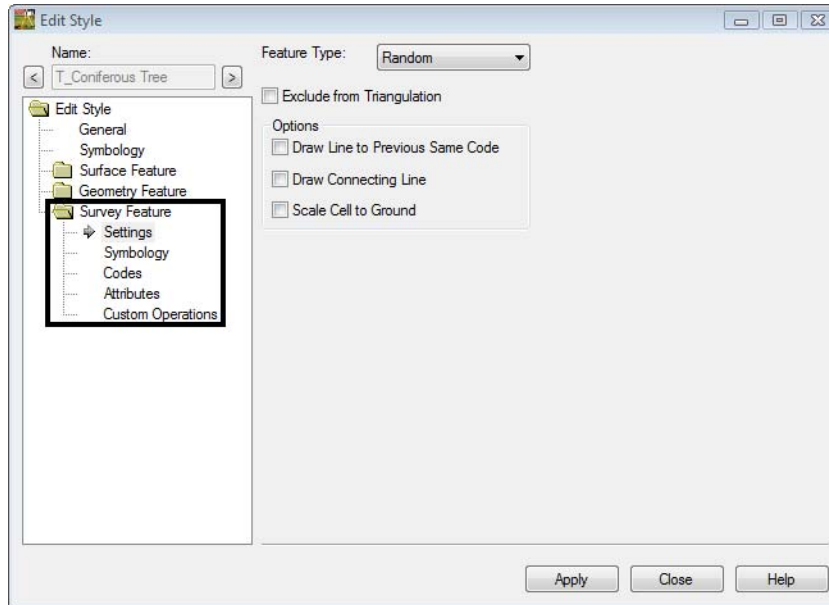 Edit Style
Name:
< T_Coniferous Tree >
Edit Style
General
Symbology
Surface Feature
Geometry Feature
Survey Feature
Settings
Symbology
Codes
Attributes
Custom Operations
Feature Type: Random
Exclude from Triangulation
Options
Draw Line to Previous Same Code
Draw Connecting Line
Scale Cell to Ground
Apply Close Help